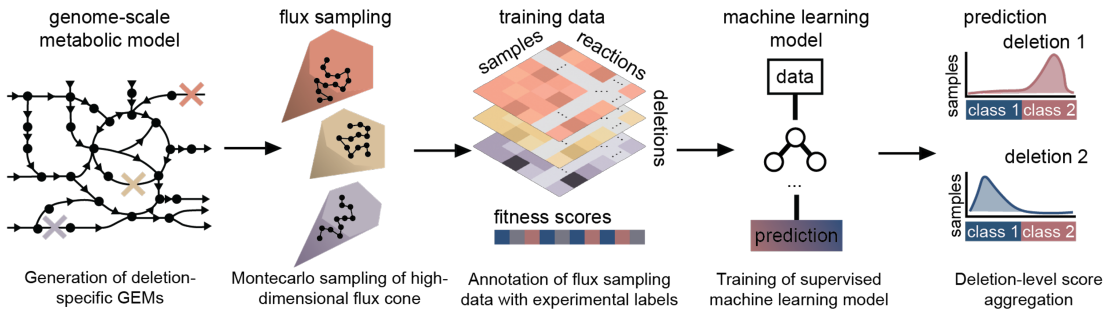 genome-scale
metabolic model
Generation of deletion-
specific GEMs
flux sampling
Montecarlo sampling of high-
dimensional flux cone
training data
samples
reactions
deletions
...
...
...
...
...
fitness scores
Annotation of flux sampling
data with experimental labels
machine learning
model
data
...
prediction
Training of supervised
machine learning model
prediction
deletion 1
samples
class 1 class 2
deletion 2
samples
class 1 class 2
Deletion-level score
aggregation